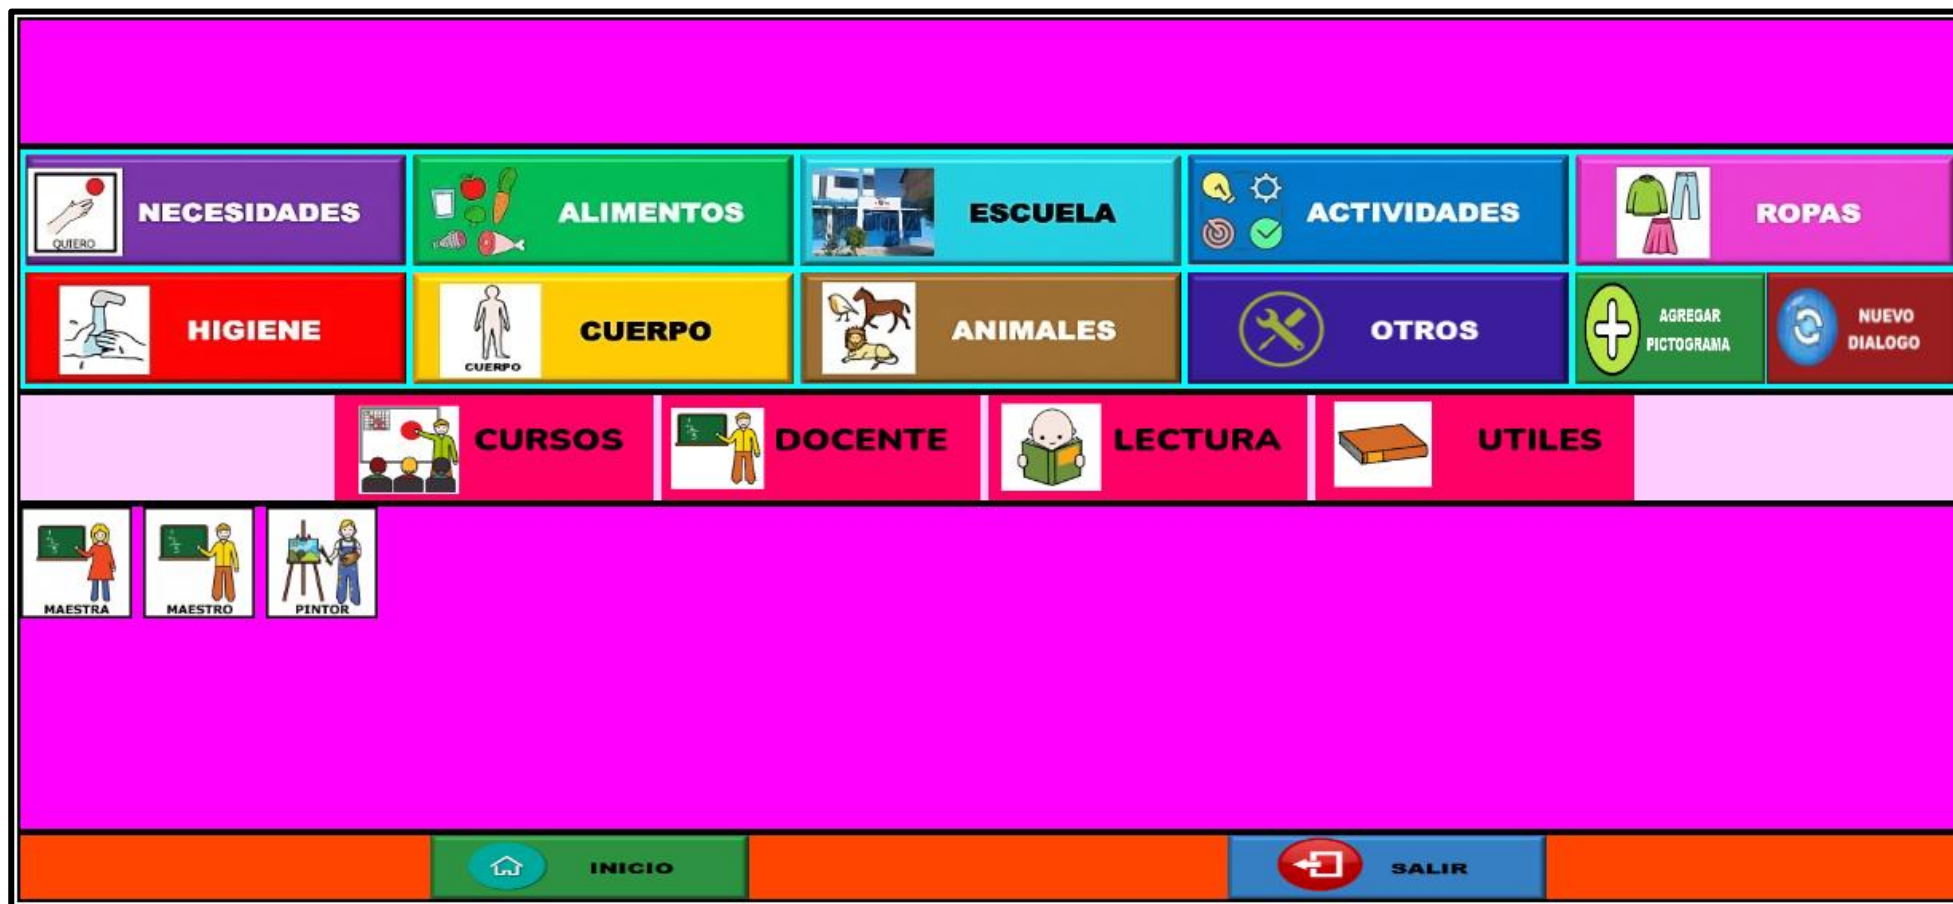 QUIERO
NECESIDADES
ALIMENTOS
ESCUELA
ACTIVIDADES
ROPAS
HIGIENE
CUERPO
CUERPO
ANIMALES
OTROS
AGREGAR
PICTOGRAMA
NUEVO
DIALOGO
CURSOS
DOCENTE
LECTURA
UTILES
MAESTRA
MAESTRO
PINTOR
INICIO
SALIR